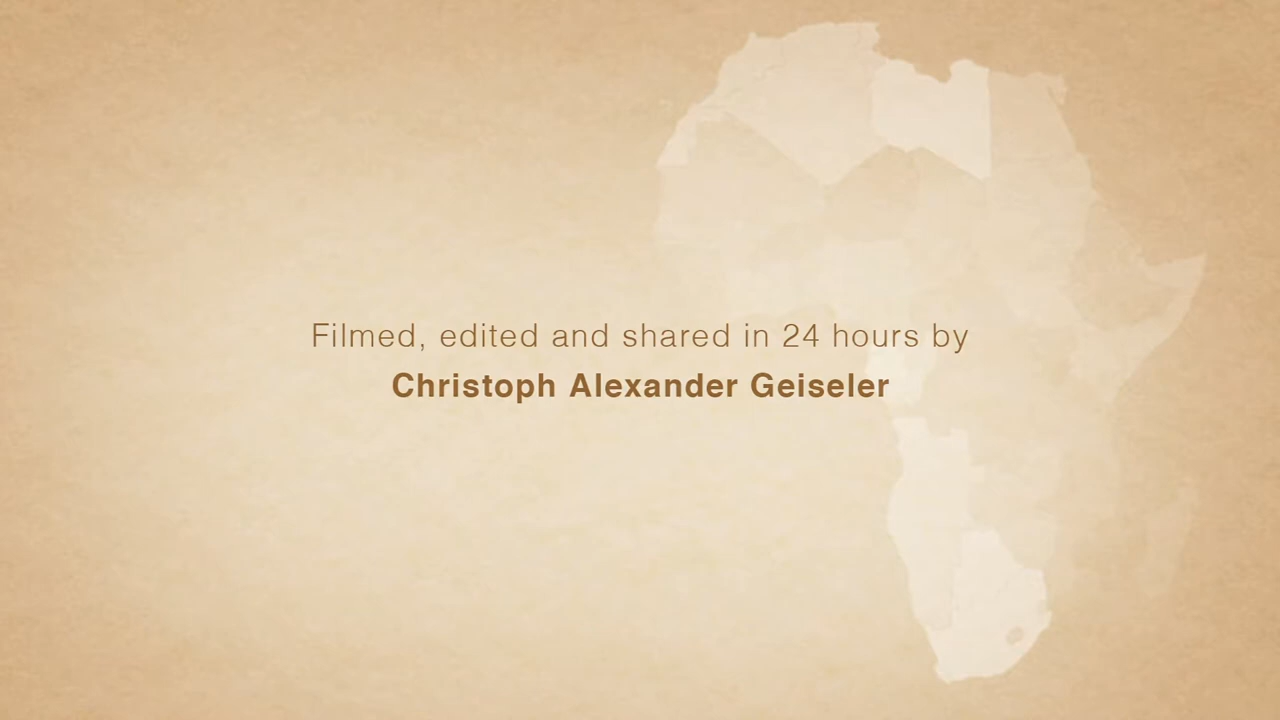 Filmed, edited and shared in 24 hours by
Christoph Alexander Geiseler